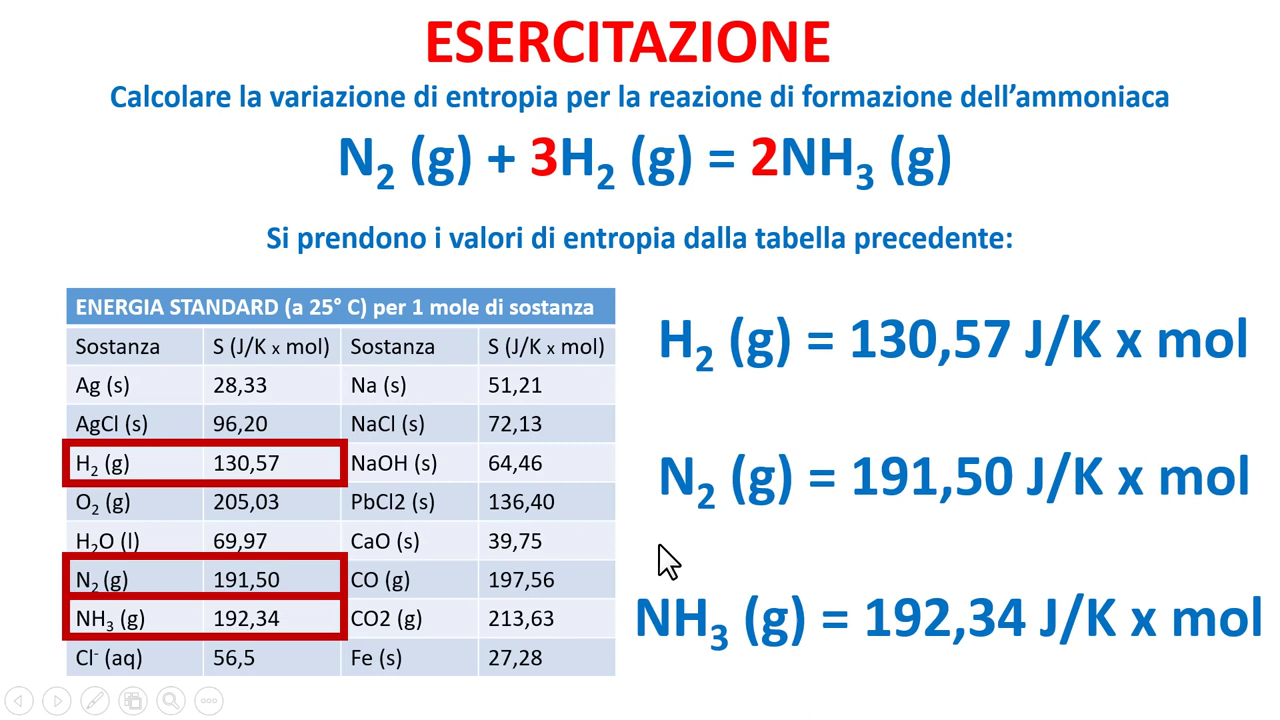 ESERCITAZIONE
Calcolare la variazione di entropia per la reazione di formazione dell'ammoniaca
N₂ (g) + 3H₂ (g) = 2NH₃ (g)
Si prendono i valori di entropia dalla tabella precedente:
ENERGIA STANDARD (a 25° C) per 1 mole di sostanza
Sostanza S (J/K x mol) Sostanza S (J/K x mol)
Ag (s) 28,33 Na (s) 51,21
AgCl (s) 96,20 NaCl (s) 72,13
H₂ (g) 130,57 NaOH (s) 64,46
O₂ (g) 205,03 PbCl2 (s) 136,40
H₂O (l) 69,97 CaO (s) 39,75
N₂ (g) 191,50 CO (g) 197,56
NH₃ (g) 192,34 CO2 (g) 213,63
Cl⁻ (aq) 56,5 Fe (s) 27,28
H₂ (g) = 130,57 J/K x mol
N₂ (g) = 191,50 J/K x mol
NH₃ (g) = 192,34 J/K x mol